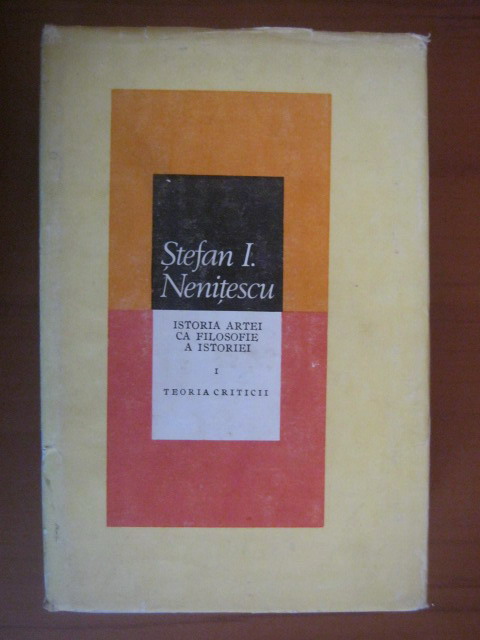 Ștefan I.
Nenițescu
ISTORIA ARTEI
CA FILOSOFIE
A ISTORIEI
I
TEORIA CRITICII